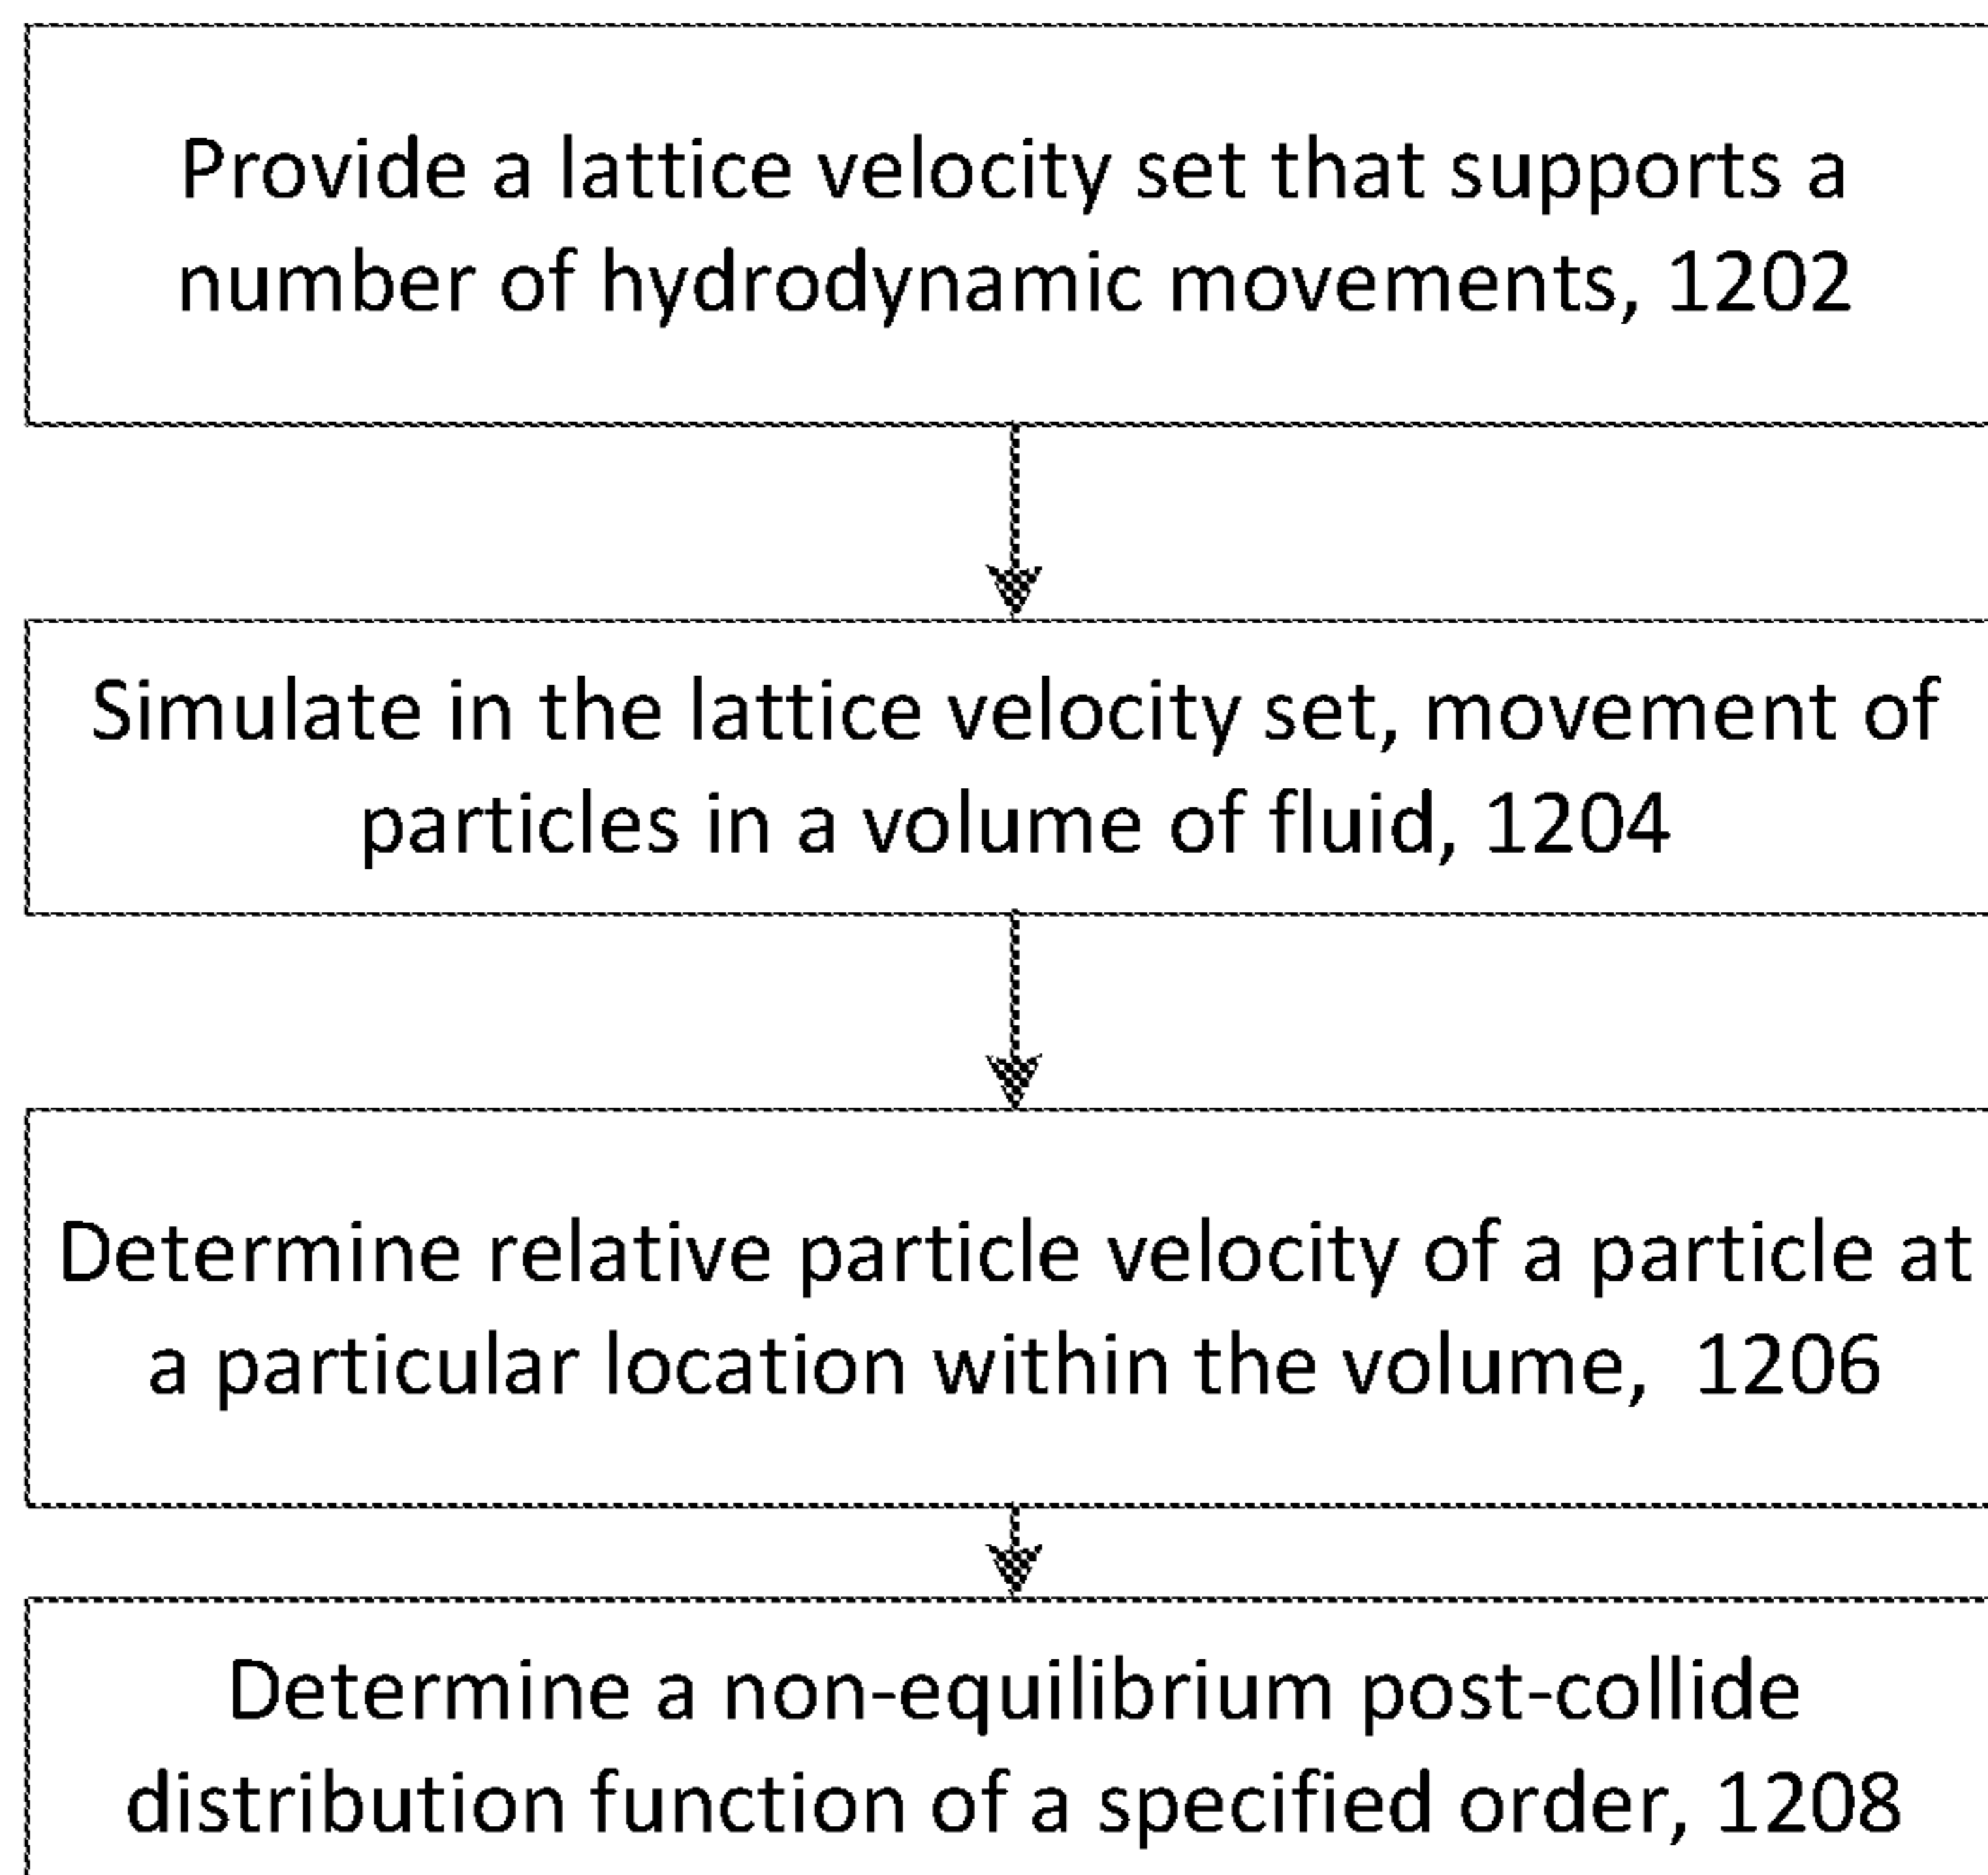 Provide a lattice velocity set that supports a
number of hydrodynamic movements, 1202
Simulate in the lattice velocity set, movement of
particles in a volume of fluid, 1204
Determine relative particle velocity of a particle at
a particular location within the volume, 1206
Determine a non-equilibrium post-collide
distribution function of a specified order, 1208